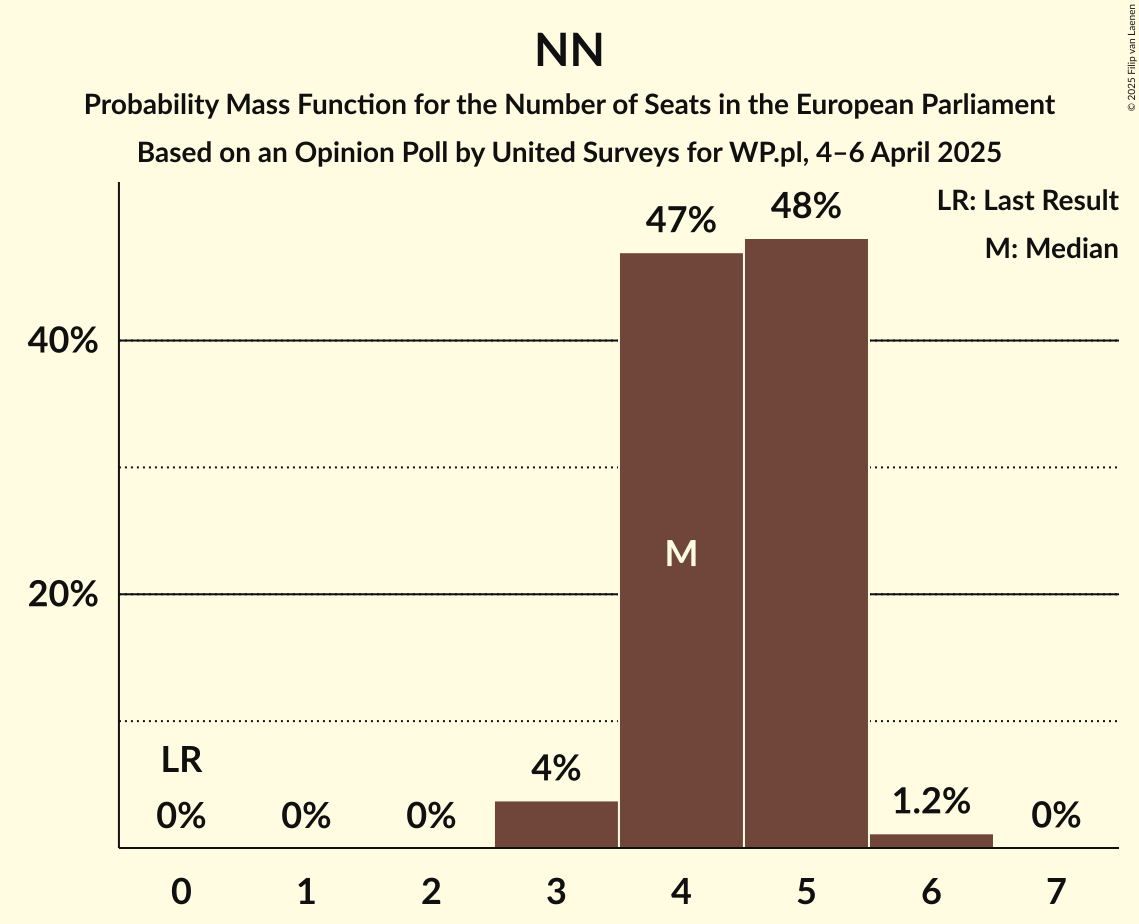 NN
Probability Mass Function for the Number of Seats in the European Parliament
Based on an Opinion Poll by United Surveys for WP.pl, 4–6 April 2025
© 2025 Filip van Laenen
LR: Last Result
M: Median
47%
48%
40%
M
20%
LR
0%
0%
0%
4%
1.2%
0%
0
1
2
3
4
5
6
7